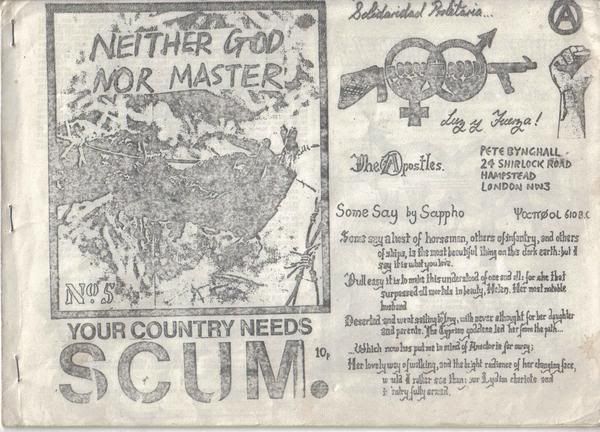 NEITHER GOD
NOR MASTER
Nº. 5
YOUR COUNTRY NEEDS
SCUM.
10p
Solidaridad Proletaria...
A
Luz y Fuerza!
The Apostles.
PETE BYNGHALL.
24 SHIRLOCK ROAD
HAMPSTEAD
LONDON NW3
Some Say by Sappho
610 B.C
Some say a host of horsemen, others of infantry, and others
of ships, is the most beautiful thing on this dark earth: but I
say it is what you love.
Full easy it is to make this understood of one and all: for she that
surpassed all mortals in beauty, Helen, Her most notable
husband
Deserted and went sailing to Troy, with never a thought for her daughter
and parents. The Cyprian goddess led her from the path...
...Which now has put me in mind of Anactoria far away;
Her lovely way of walking, and the bright radiance of her changing face,
would I rather see than your Lydian chariots and
infantry fully armed.